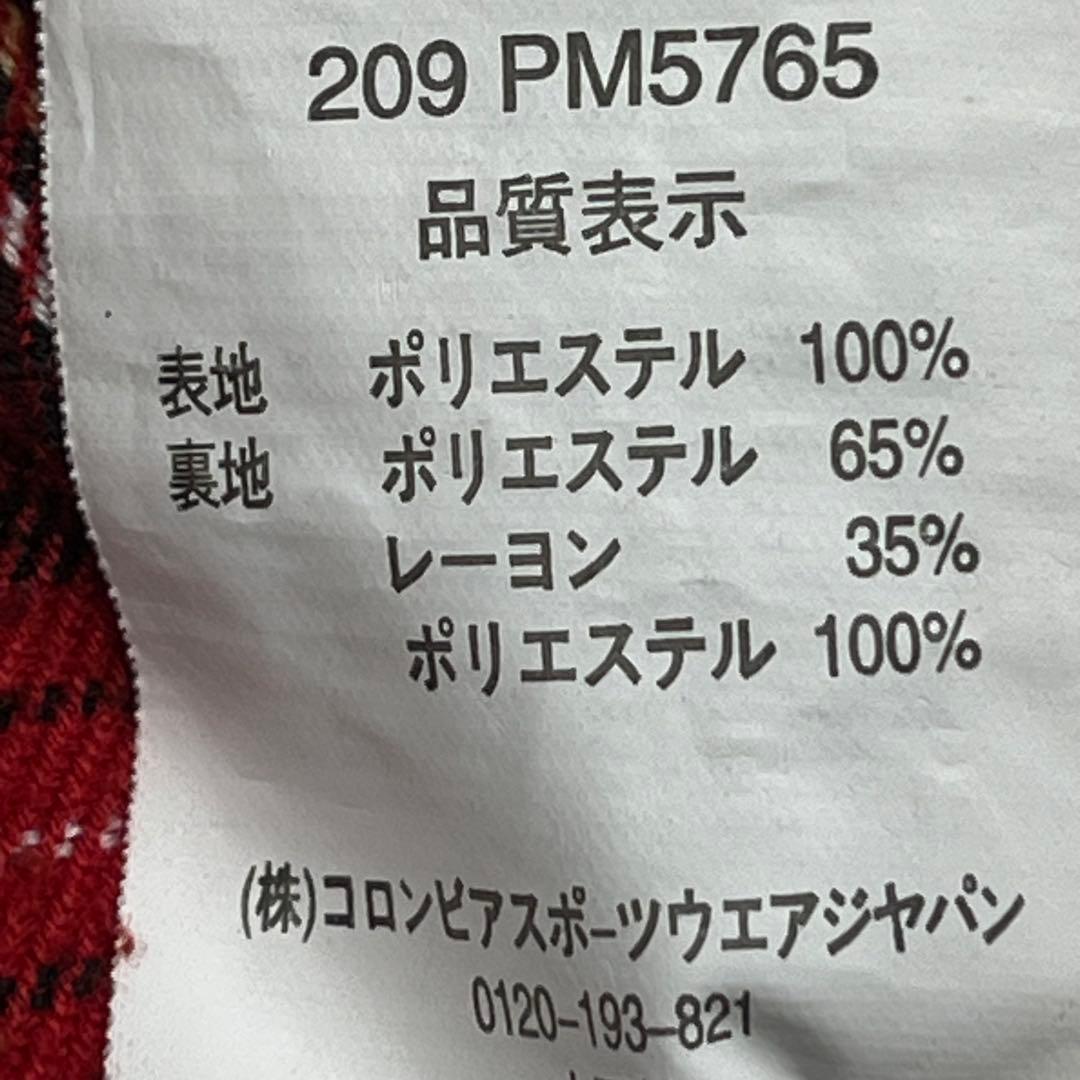 209 PM5765
品質表示
表地 ポリエステル 100%
裏地 ポリエステル 65%
レーヨン 35%
ポリエステル 100%
(株)コロンビアスポーツウエアジヤパン
0120-193-821